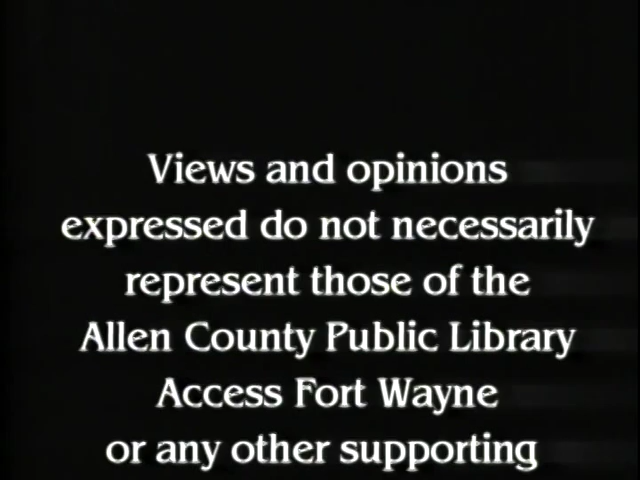 Views and opinions
expressed do not necessarily
represent those of the
Allen County Public Library
Access Fort Wayne
or any other supporting